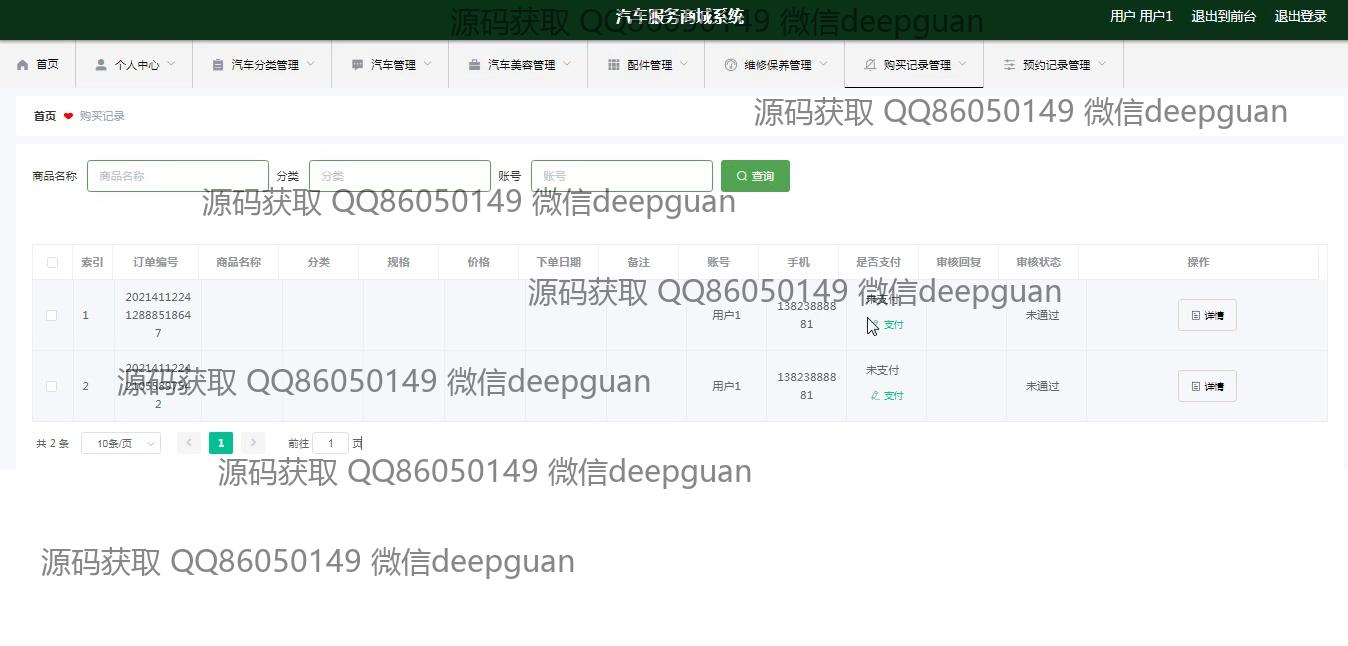 汽车服务商城系统
用户 用户1 退出到前台 退出登录
源码获取 QQ86050149 微信deepguan
首页 个人中心 汽车分类管理 汽车管理 汽车美容管理 配件管理 维修保养管理 购买记录管理 预约记录管理
首页 购买记录
源码获取 QQ86050149 微信deepguan
商品名称 商品名称 分类 分类 账号 账号 查询
源码获取 QQ86050149 微信deepguan
索引 订单编号 商品名称 分类 规格 价格 下单日期 备注 账号 手机 是否支付 审核回复 审核状态 操作
源码获取 QQ86050149 微信deepguan
2021411224
1288851864
7
1 用户1 138238888
81
未支付
支付
未通过 详情
2021411224
2
2 用户1 138238888
81
未支付
支付
未通过 详情
源码获取 QQ86050149 微信deepguan
共 2 条 10条/页 1 前往 1 页
源码获取 QQ86050149 微信deepguan
源码获取 QQ86050149 微信deepguan